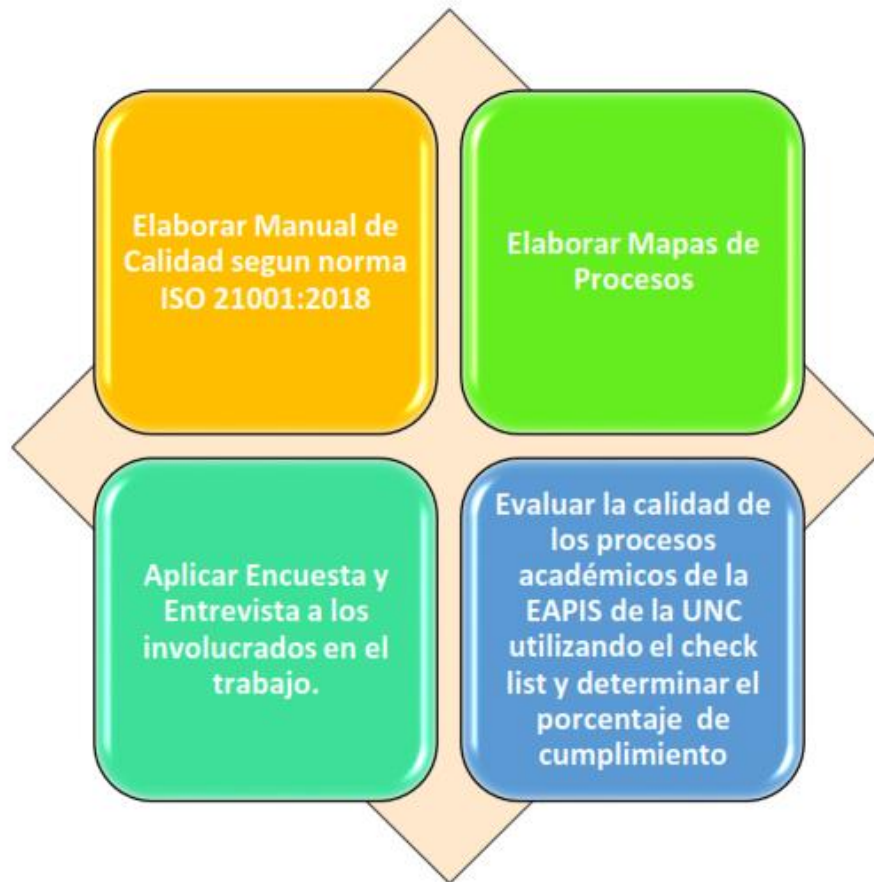 Elaborar Manual de
Calidad segun norma
ISO 21001:2018
Elaborar Mapas de
Procesos
Aplicar Encuesta y
Entrevista a los
involucrados en el
trabajo.
Evaluar la calidad de
los procesos
académicos de la
EAPIS de la UNC
utilizando el check
list y determinar el
porcentaje de
cumplimiento